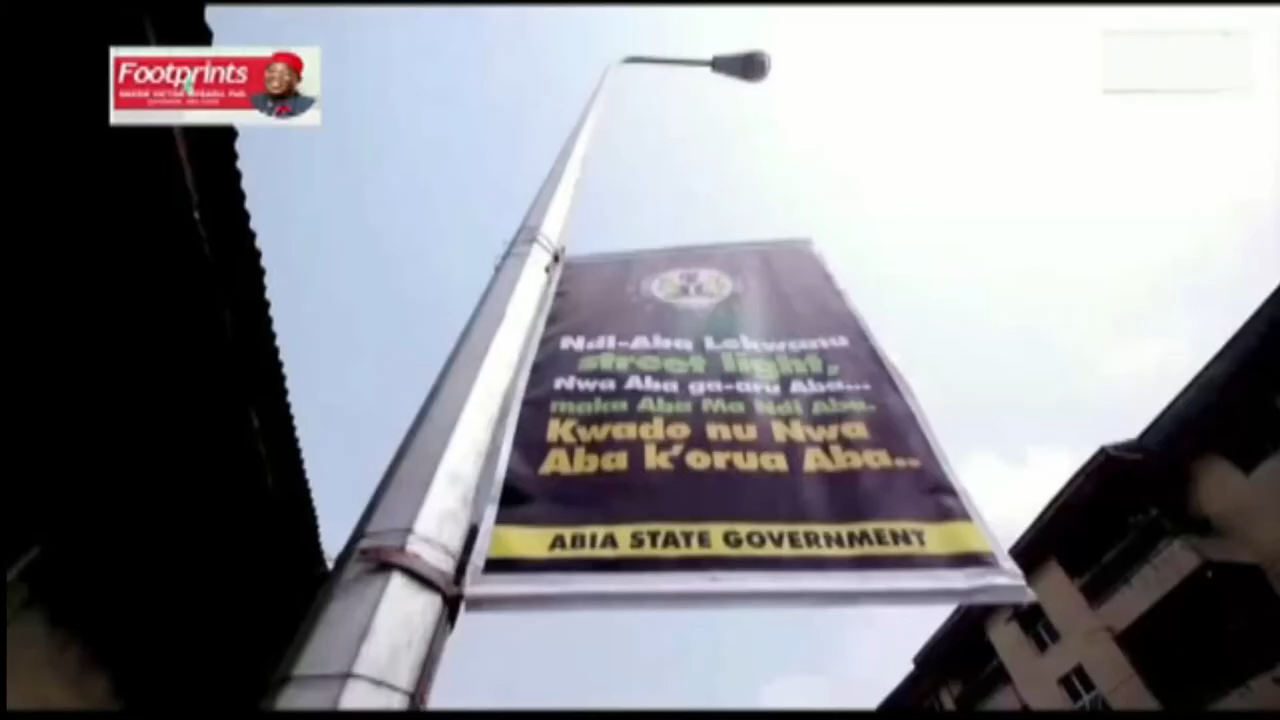 Footprints
Ndi-Aba Lekwanu
street light,
Nwa Aba ga-aru Aba...
maka Aba Ma Ndi Aba.
Kwado nu Nwa
Aba k'orua Aba..
ABIA STATE GOVERNMENT